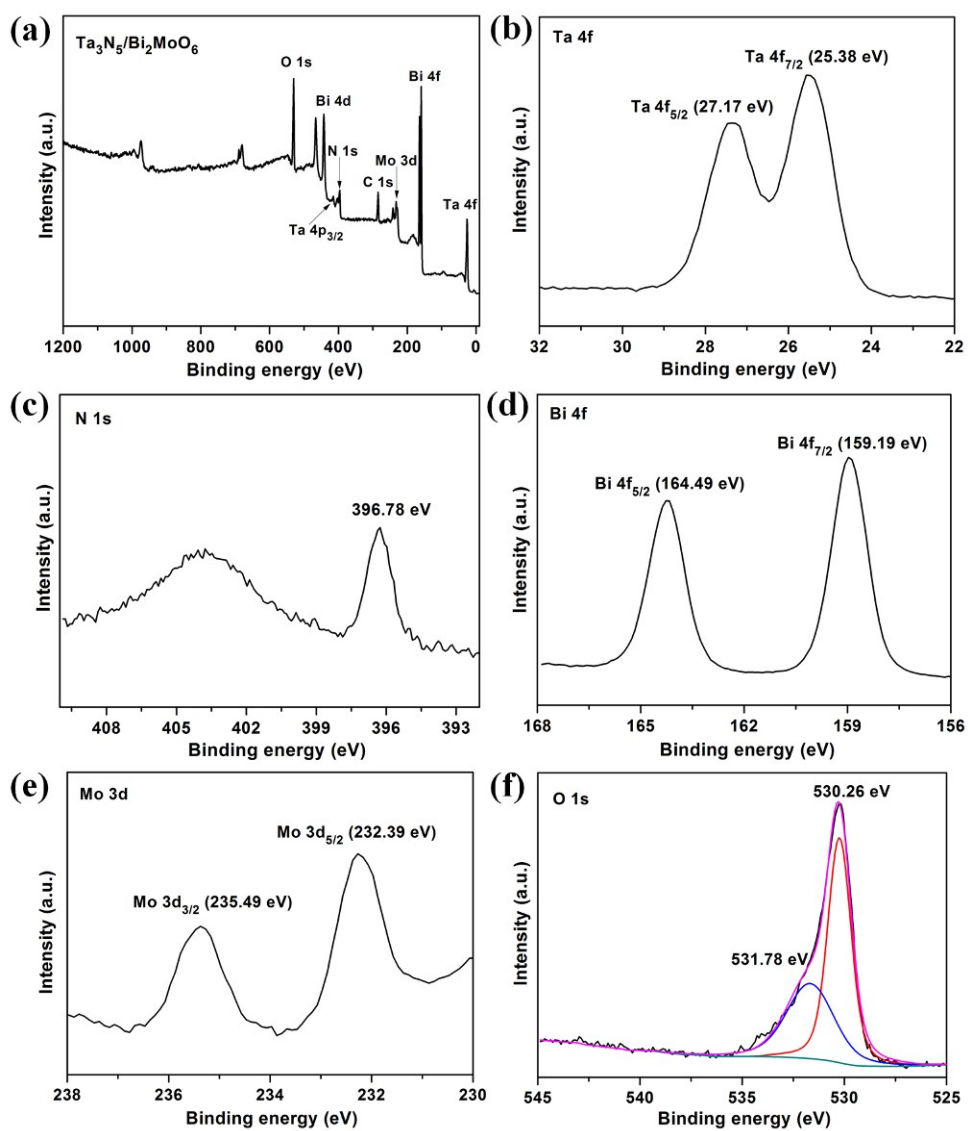 (a)
Ta₃N₅/Bi₂MoO₆
O 1s
Bi 4d
N 1s
Ta 4p₃/₂
C 1s
Mo 3d
Bi 4f
Ta 4f
Intensity (a.u.)
1200 1000 800 600 400 200 0
Binding energy (eV)
(b)
Ta 4f
Ta 4f₇/₂ (25.38 eV)
Ta 4f₅/₂ (27.17 eV)
Intensity (a.u.)
32 30 28 26 24 22
Binding energy (eV)
(c)
N 1s
396.78 eV
Intensity (a.u.)
408 405 402 399 396 393
Binding energy (eV)
(d)
Bi 4f
Bi 4f₇/₂ (159.19 eV)
Bi 4f₅/₂ (164.49 eV)
Intensity (a.u.)
168 165 162 159 156
Binding energy (eV)
(e)
Mo 3d
Mo 3d₅/₂ (232.39 eV)
Mo 3d₃/₂ (235.49 eV)
Intensity (a.u.)
238 236 234 232 230
Binding energy (eV)
(f)
O 1s
530.26 eV
531.78 eV
Intensity (a.u.)
545 540 535 530 525
Binding energy (eV)